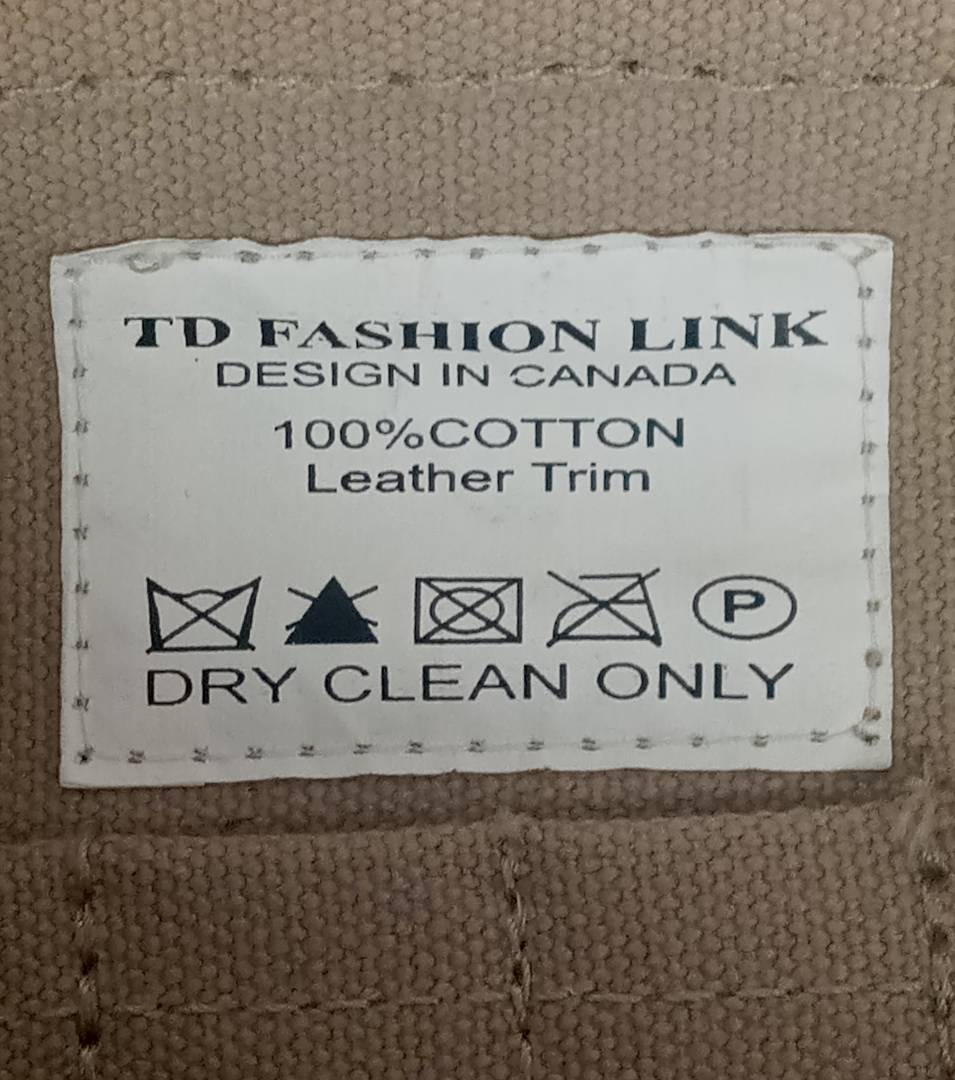 TD FASHION LINK
DESIGN IN CANADA
100%COTTON
Leather Trim
P
DRY CLEAN ONLY